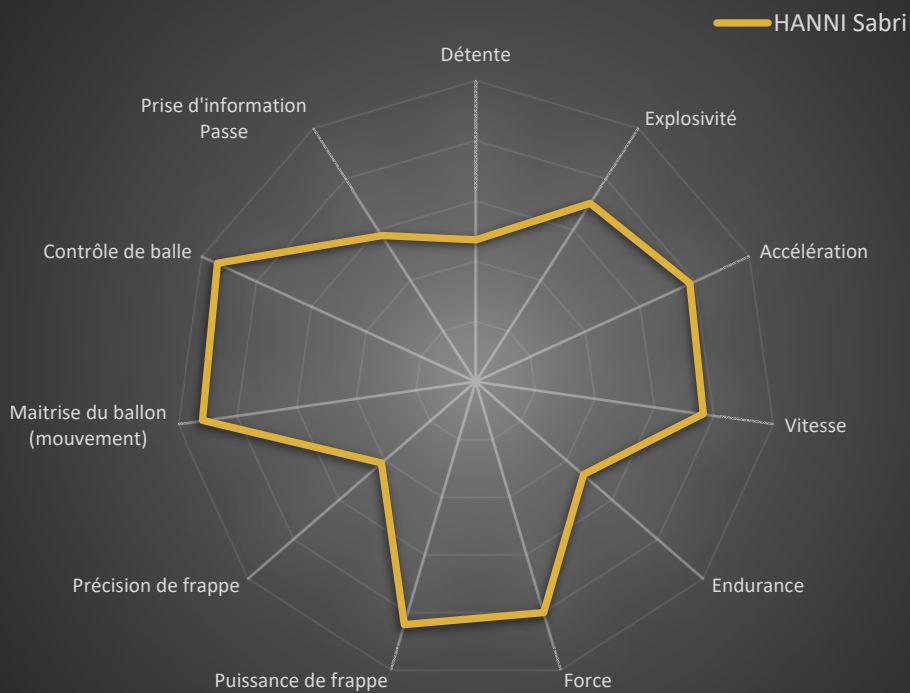 HANNI Sabri
Détente
Explosivité
Accélération
Vitesse
Endurance
Force
Puissance de frappe
Précision de frappe
Maitrise du ballon
(mouvement)
Contrôle de balle
Prise d'information
Passe